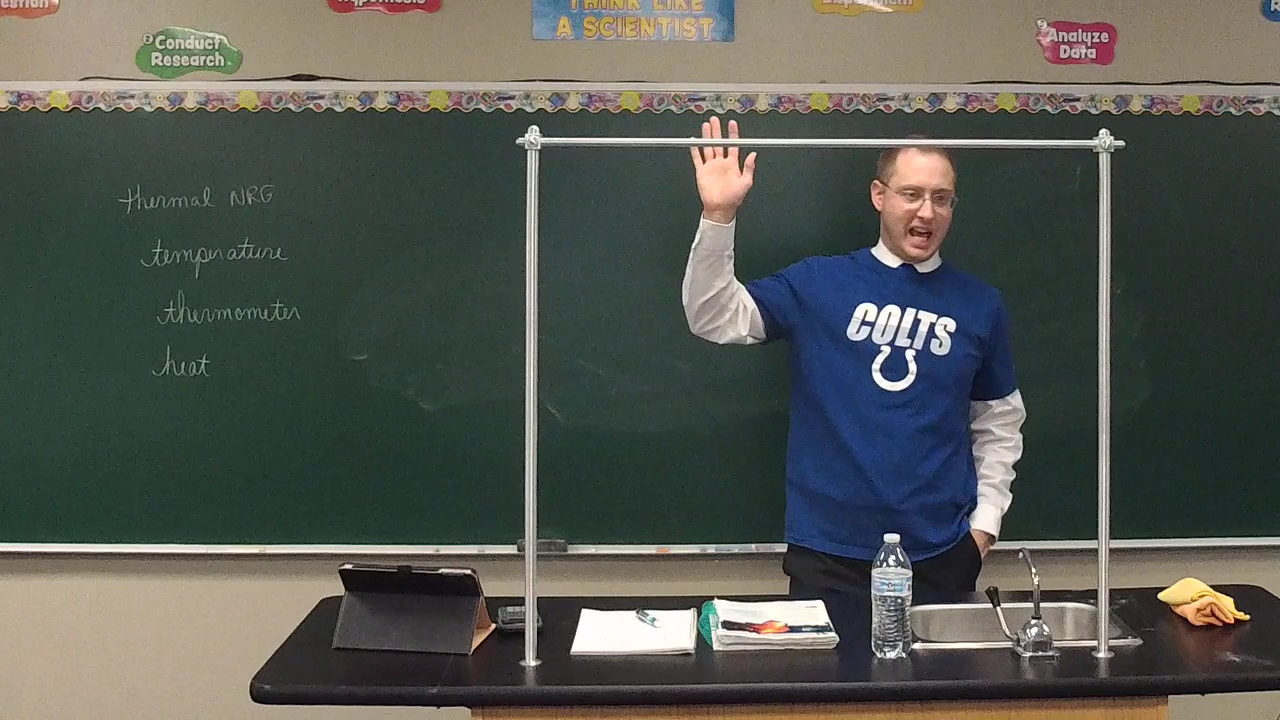 THINK LIKE
A SCIENTIST
Conduct
Research
Analyze
Data
thermal NRG
temperature
thermometer
heat
COLTS